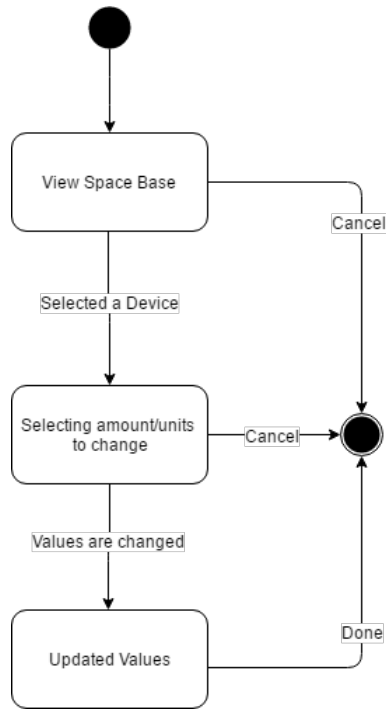 View Space Base
Cancel
Selected a Device
Selecting amount/units
to change
Cancel
Values are changed
Done
Updated Values